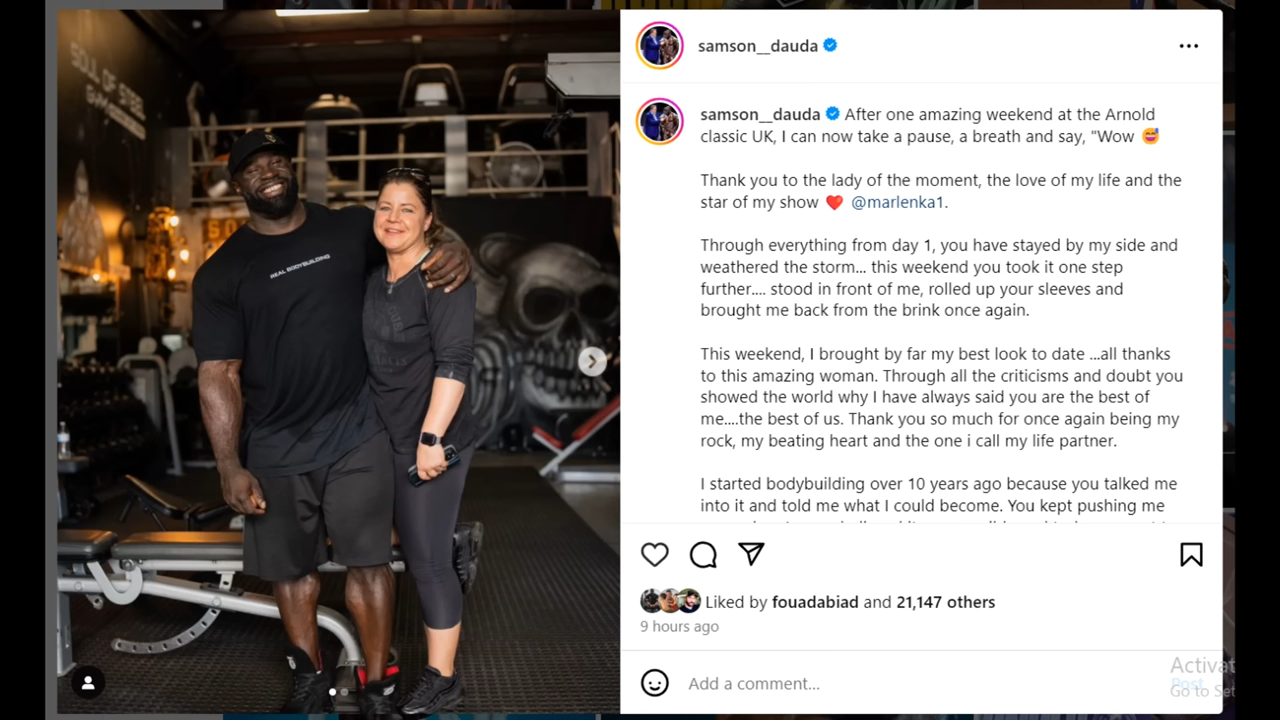 SOUL OF STEEL
REAL BODYBUILDING
samson__dauda
samson__dauda After one amazing weekend at the Arnold
classic UK, I can now take a pause, a breath and say, "Wow 😅
Thank you to the lady of the moment, the love of my life and the
star of my show ❤️ @marlenka1.
Through everything from day 1, you have stayed by my side and
weathered the storm... this weekend you took it one step
further.... stood in front of me, rolled up your sleeves and
brought me back from the brink once again.
This weekend, I brought by far my best look to date ...all thanks
to this amazing woman. Through all the criticisms and doubt you
showed the world why I have always said you are the best of
me....the best of us. Thank you so much for once again being my
rock, my beating heart and the one i call my life partner.
I started bodybuilding over 10 years ago because you talked me
into it and told me what I could become. You kept pushing me
Liked by fouadabiad and 21,147 others
9 hours ago
Add a comment...
Post
Activat
Go to Set